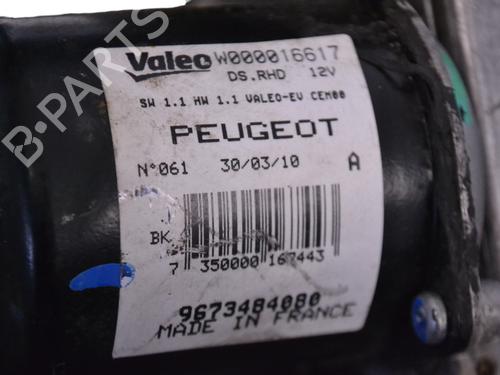 Valeo W000016617
DS.RHD 12V
SW 1.1 HW 1.1 VALEO-EV CEM00
PEUGEOT
N°061 30/03/10 A
BK
7 350000 167443
9673484080
MADE IN FRANCE
B-Parts